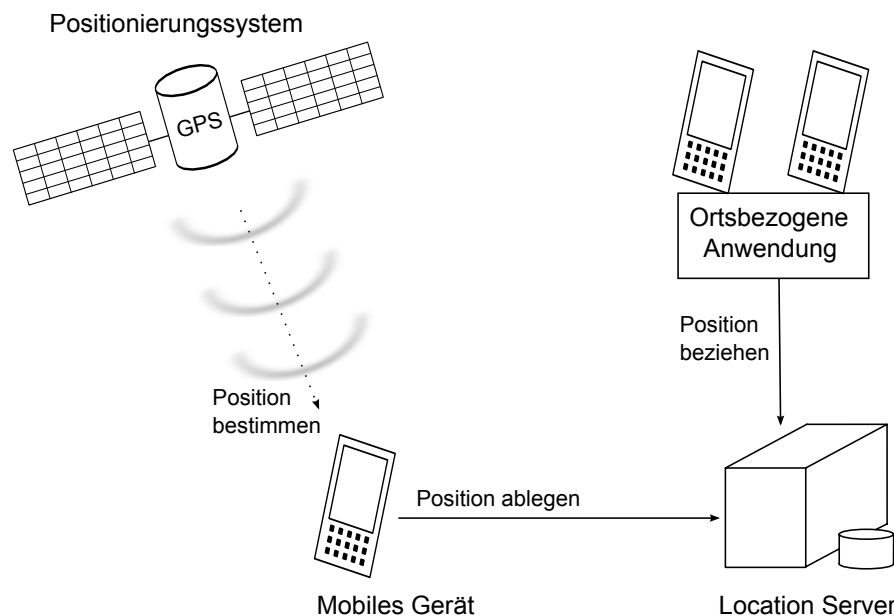 Positionierungssystem
GPS
Ortsbezogene
Anwendung
Position
beziehen
Position
bestimmen
Position ablegen
Mobiles Gerät
Location Server